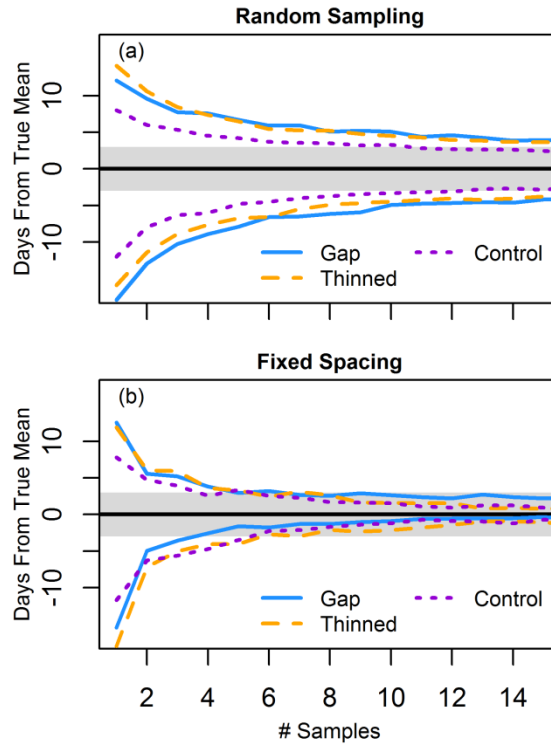 Random Sampling
(a)
Days From True Mean
10
0
-10
Gap
Control
Thinned
Fixed Spacing
(b)
Days From True Mean
10
0
-10
Gap
Control
Thinned
2 4 6 8 10 12 14
# Samples